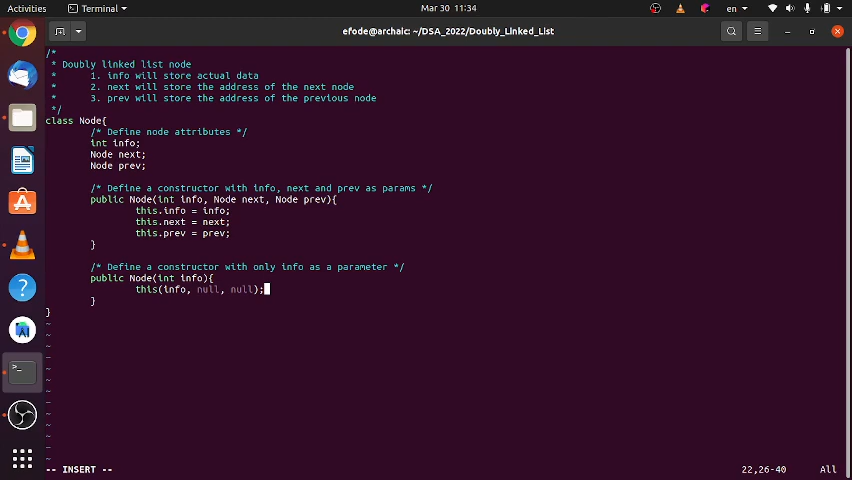 Activities
Terminal
Mar 30 11:34
en
efode@archaic: ~/DSA_2022/Doubly_Linked_List
/*
* Doubly linked list node
* 1. info will store actual data
* 2. next will store the address of the next node
* 3. prev will store the address of the previous node
*/
class Node{
/* Define node attributes */
int info;
Node next;
Node prev;
/* Define a constructor with info, next and prev as params */
public Node(int info, Node next, Node prev){
this.info = info;
this.next = next;
this.prev = prev;
}
/* Define a constructor with only info as a parameter */
public Node(int info){
this(info, null, null);
}
}
~
~
~
~
~
~
~
~
~
~
~
~
~
-- INSERT --
22,26-40
All